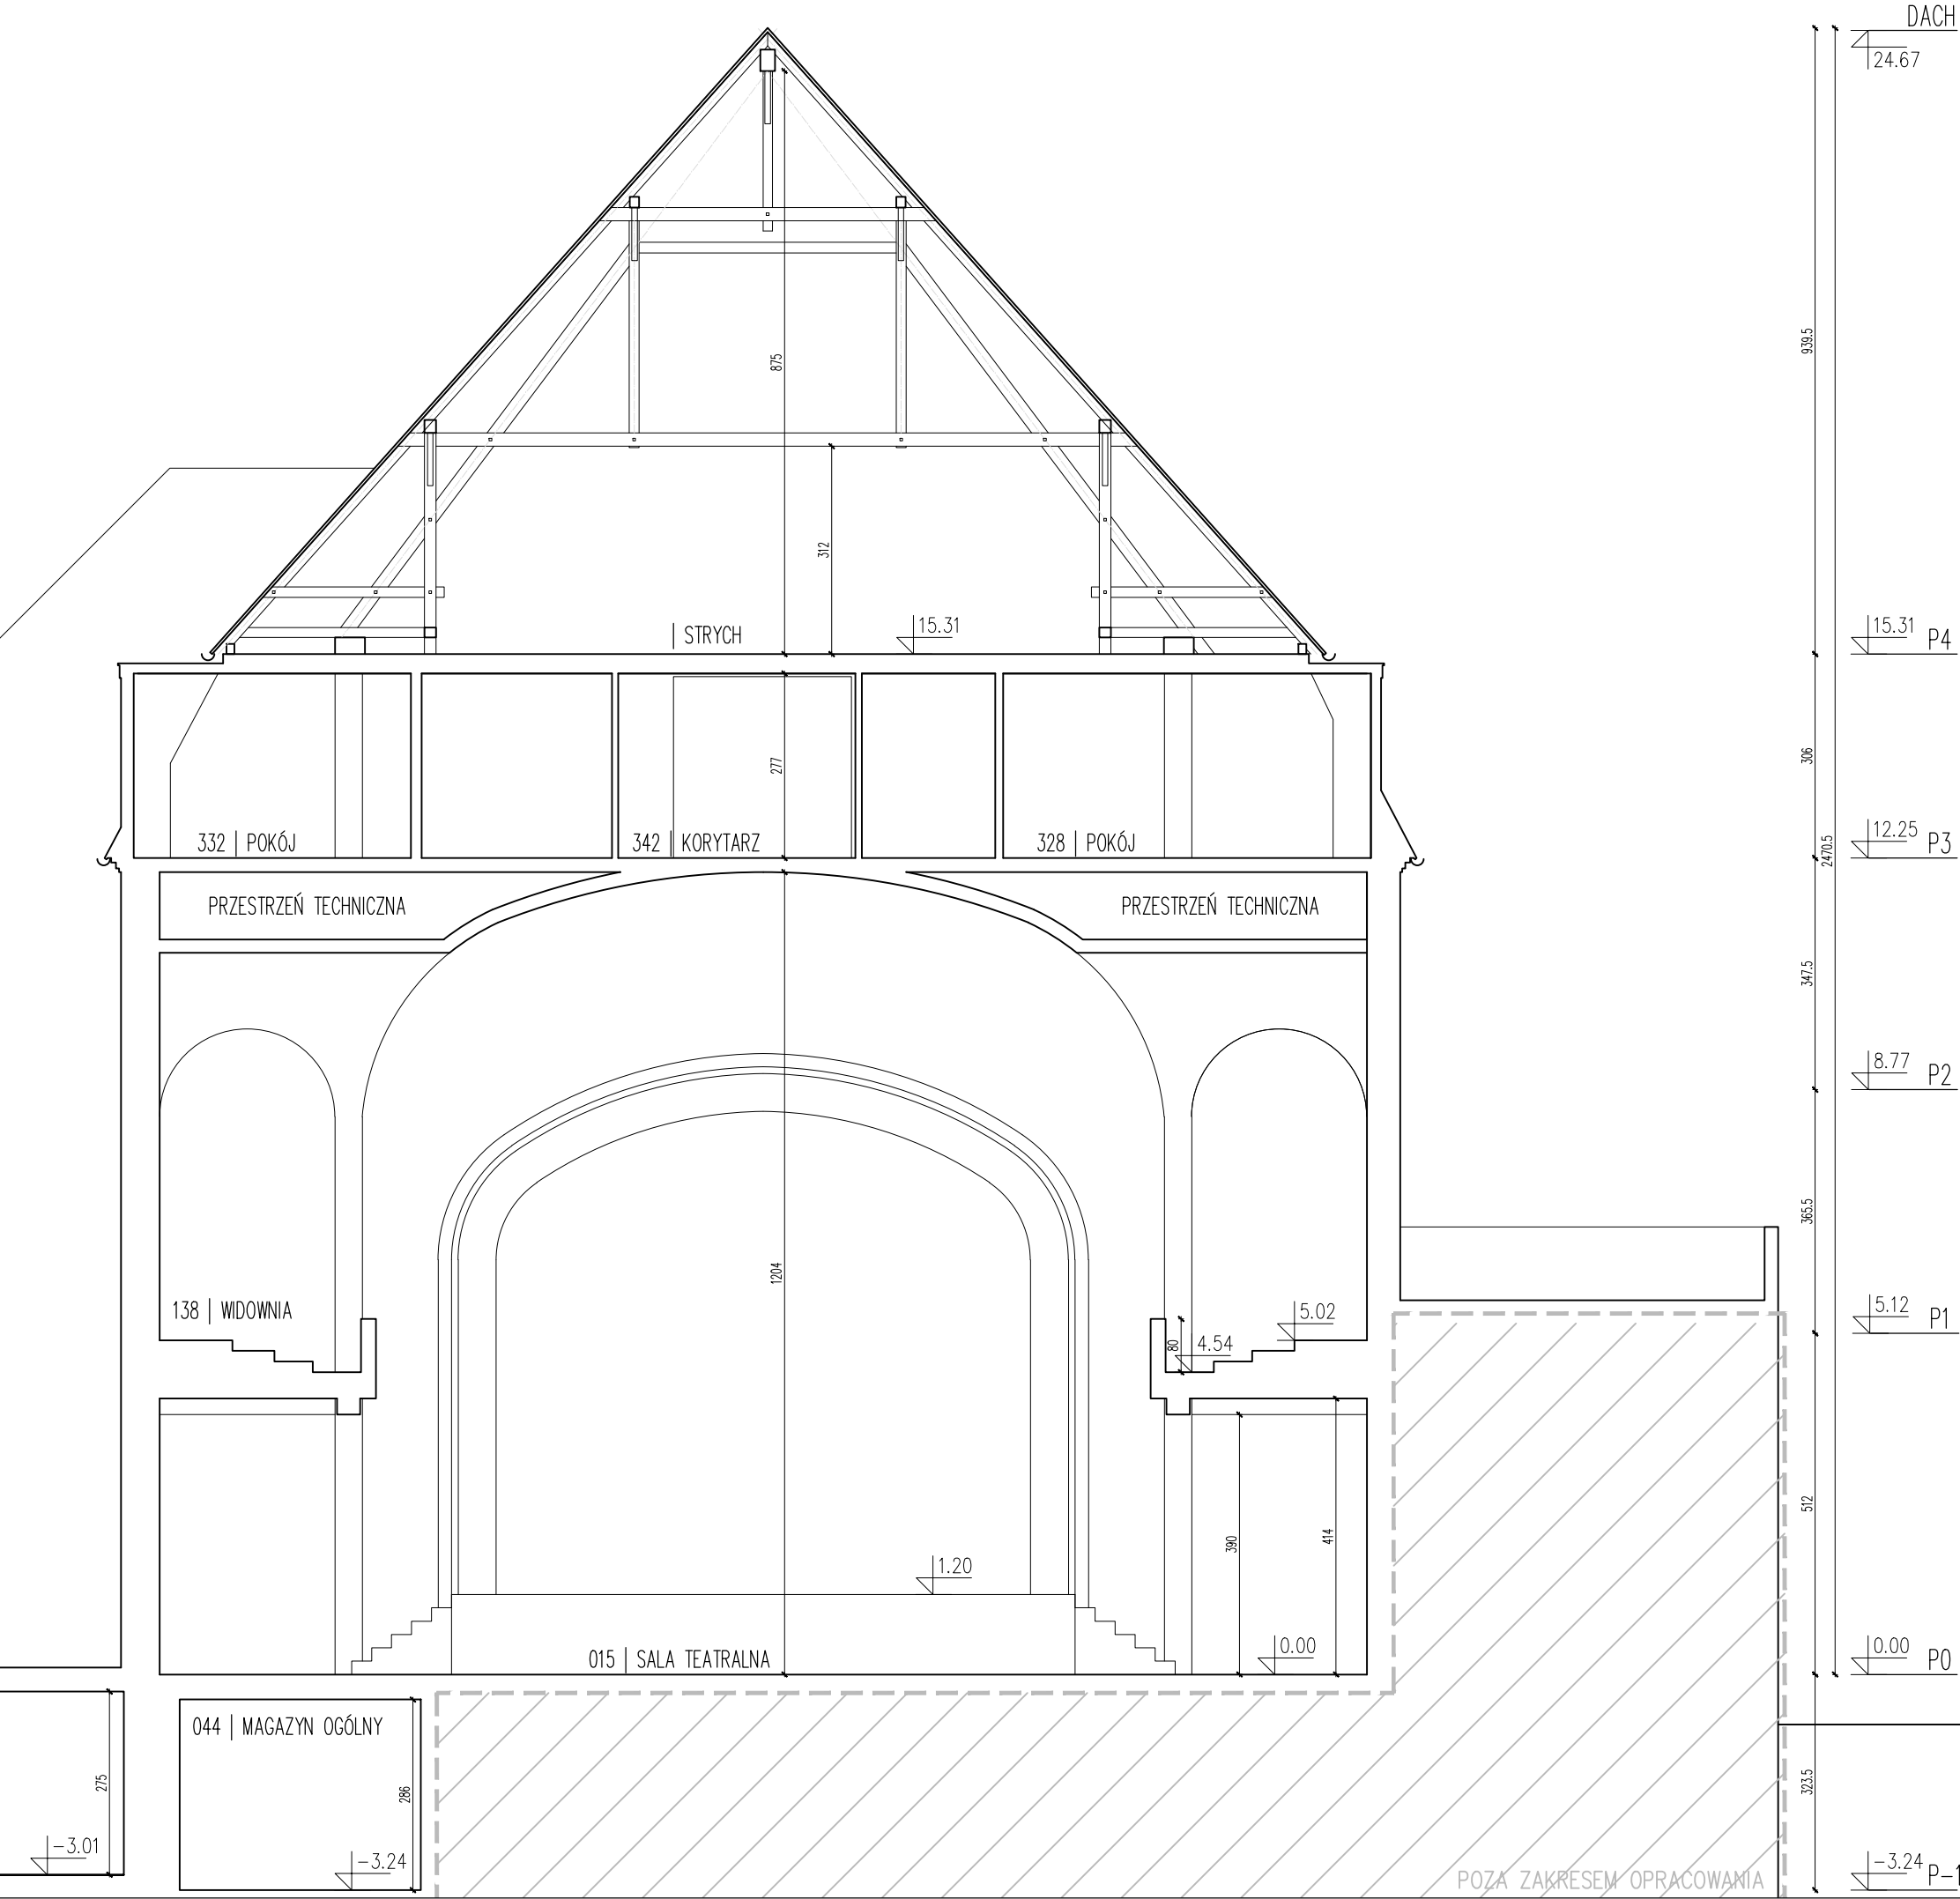 DACH
24.67
939.5
875
312
STRYCH
15.31
15.31 P4
306
277
2470.5
332 | POKÓJ
342 | KORYTARZ
328 | POKÓJ
12.25 P3
PRZESTRZEŃ TECHNICZNA
PRZESTRZEŃ TECHNICZNA
347.5
8.77 P2
365.5
1204
138 | WIDOWNIA
5.02
80
4.54
5.12 P1
512
390
414
1.20
015 | SALA TEATRALNA
0.00
0.00 P0
044 | MAGAZYN OGÓLNY
275
286
323.5
-3.01
-3.24
POZA ZAKRESEM OPRACOWANIA
-3.24 P-1